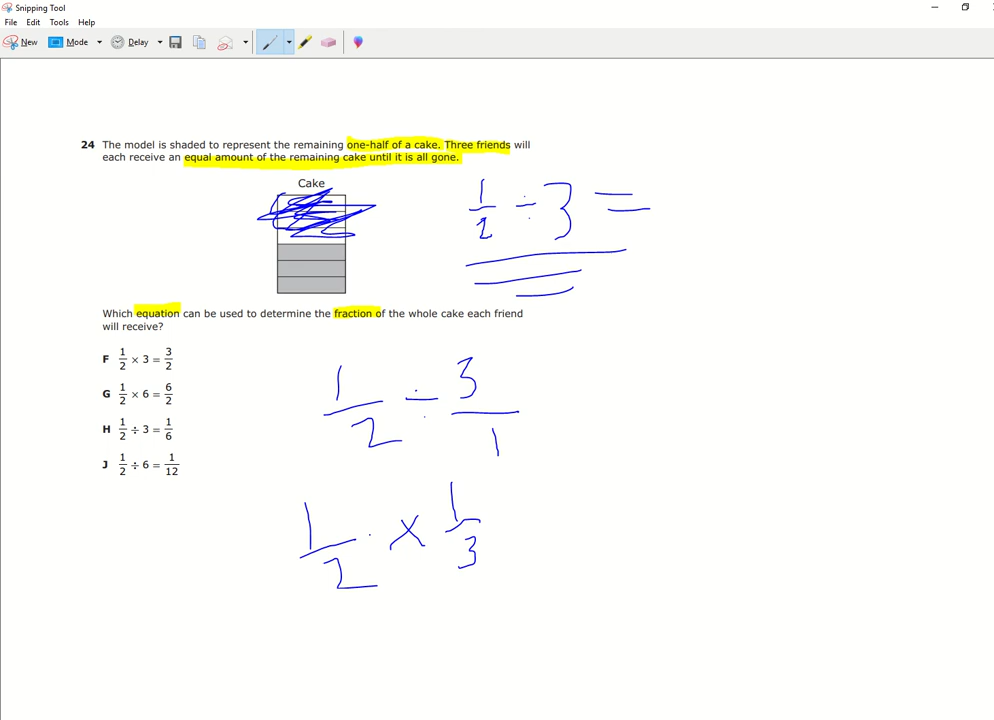 Snipping Tool
File Edit Tools Help
New Mode Delay
24 The model is shaded to represent the remaining one-half of a cake. Three friends will
each receive an equal amount of the remaining cake until it is all gone.
Cake
1/2 ÷ 3 =
Which equation can be used to determine the fraction of the whole cake each friend
will receive?
F 1/2 × 3 = 3/2
G 1/2 × 6 = 6/2
H 1/2 ÷ 3 = 1/6
J 1/2 ÷ 6 = 1/12
1/2 ÷ 3/1
1/2 × 1/3